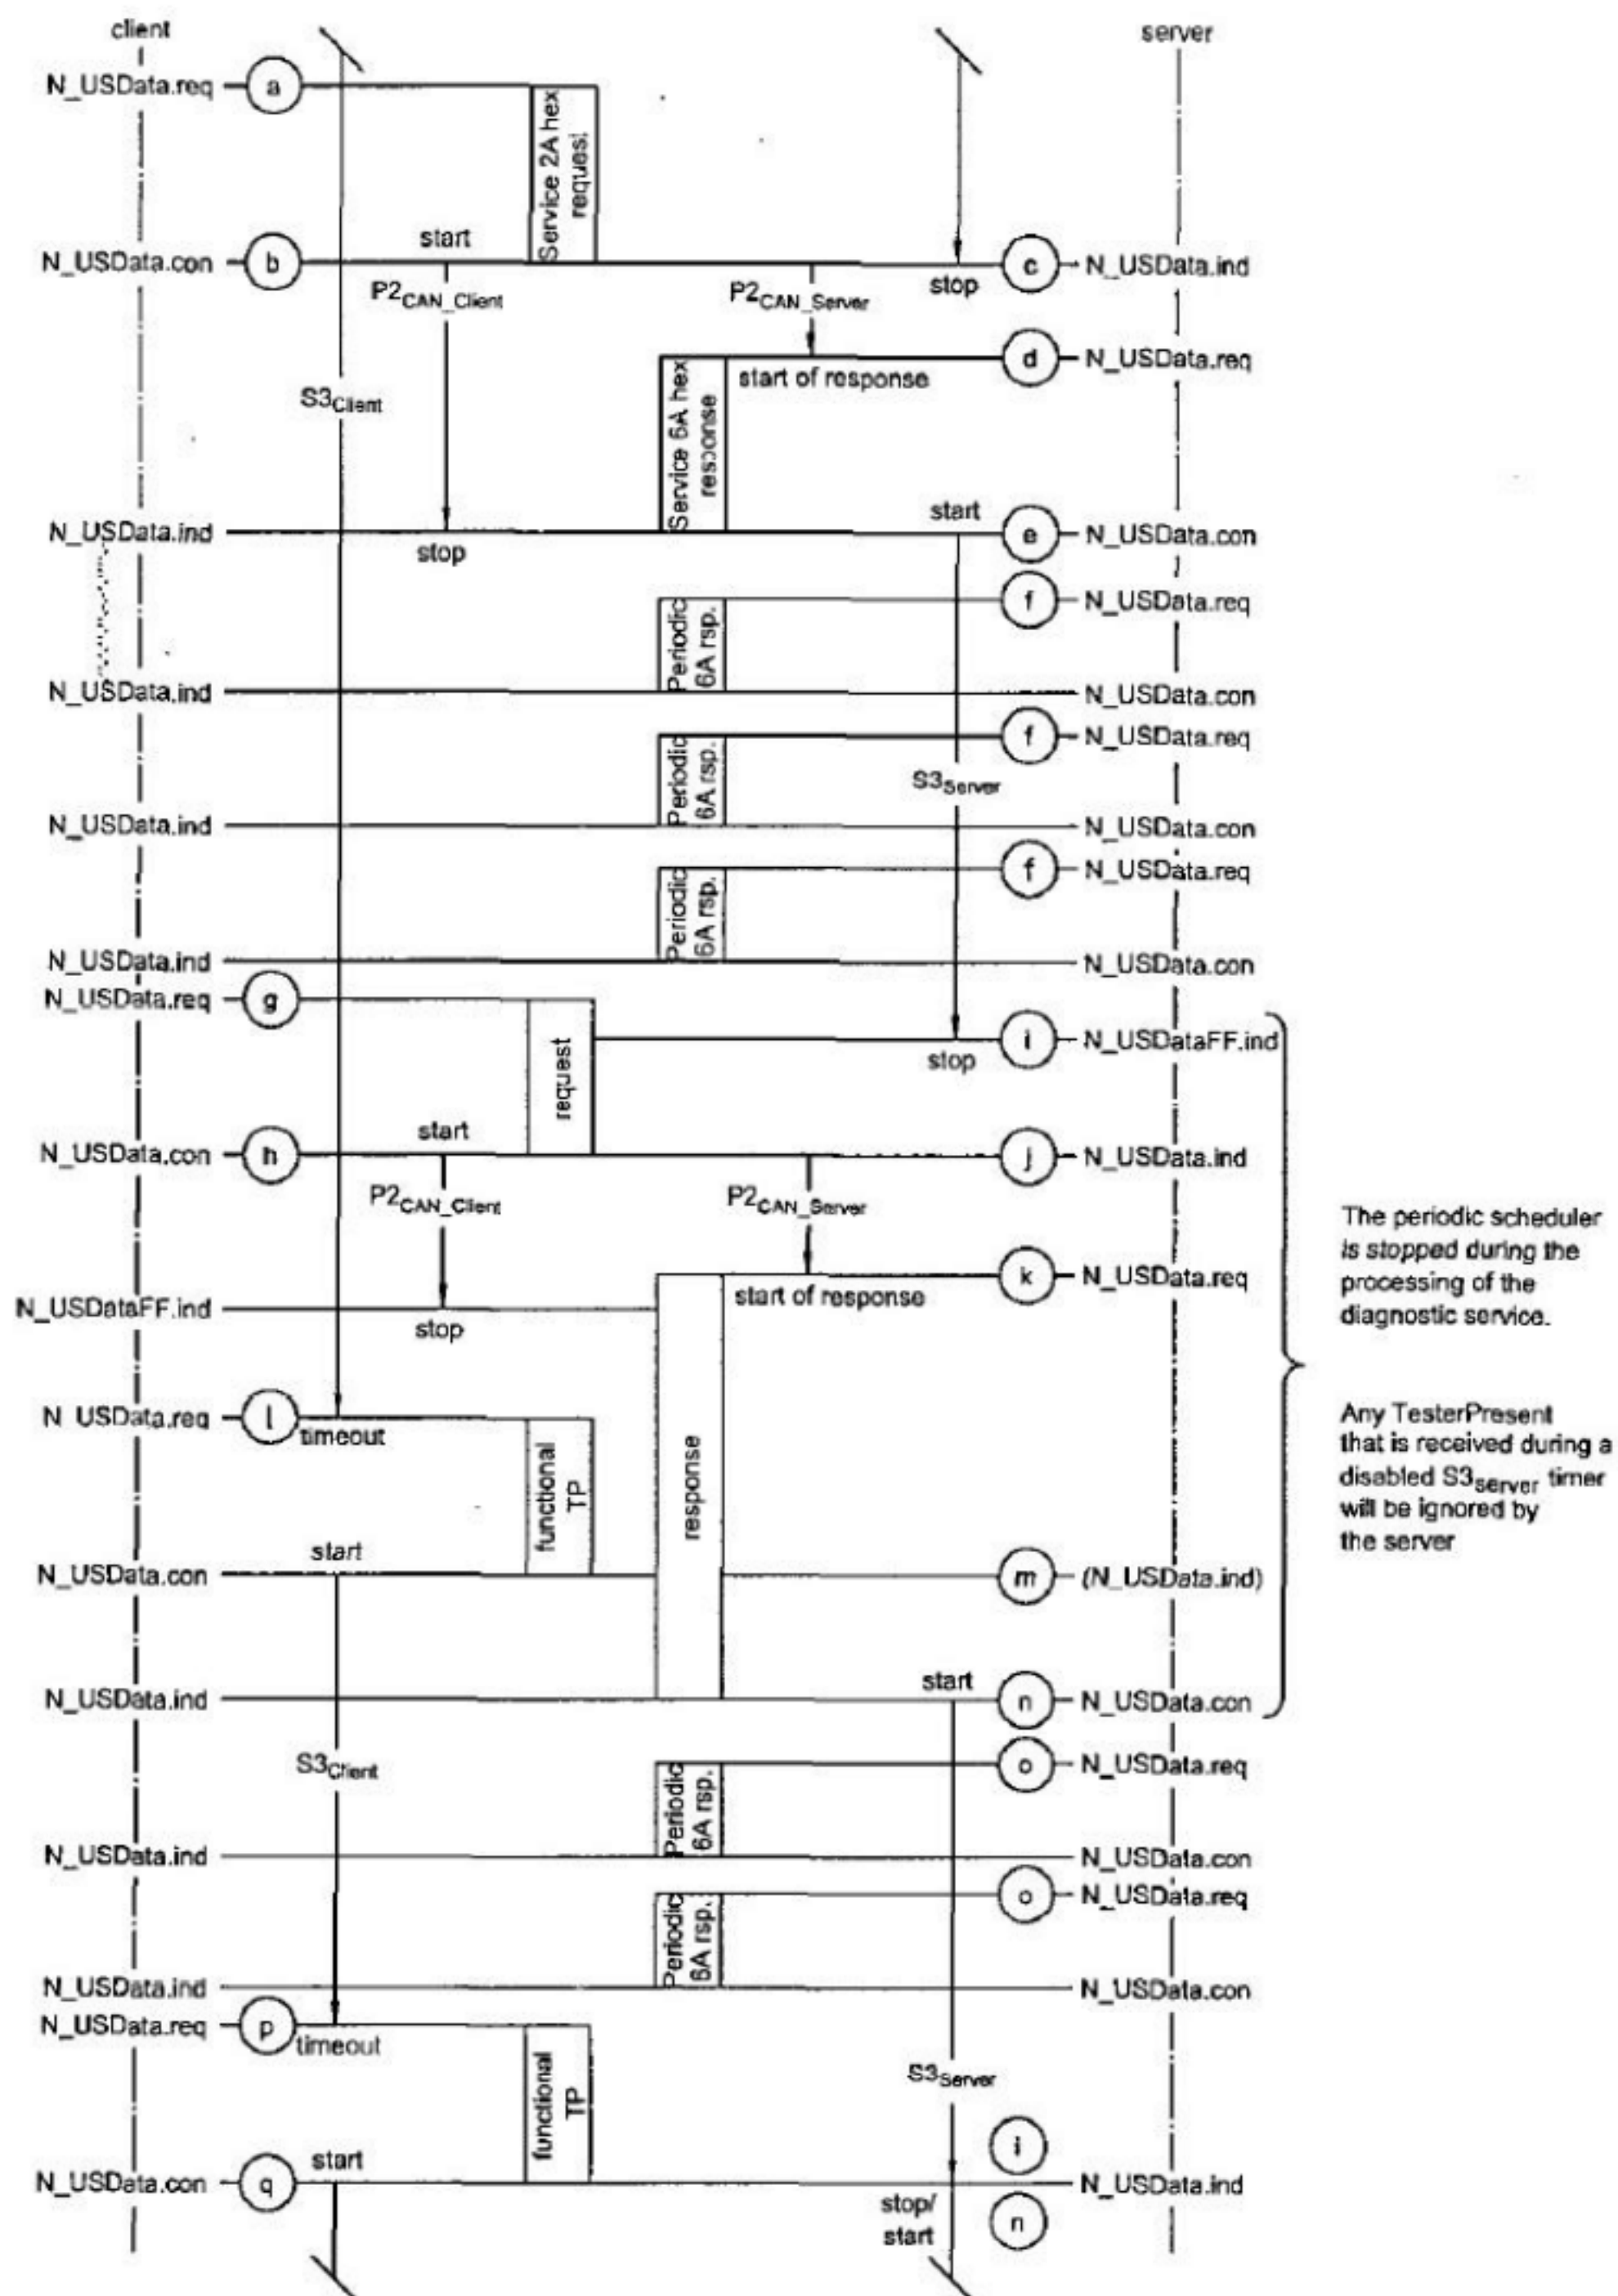 client
server
N_USData.req
a
Service 2A hex
request
N_USData.con
b
start
stop
c
N_USData.ind
P2CAN_Client
P2CAN_Server
d
N_USData.req
start of response
S3Client
Service 6A hex
response
N_USData.ind
stop
start
e
N_USData.con
f
N_USData.req
Periodic
6A rsp.
N_USData.ind
N_USData.con
f
N_USData.req
Periodic
6A rsp.
S3Server
N_USData.ind
N_USData.con
f
N_USData.req
Periodic
6A rsp.
N_USData.ind
N_USData.con
N_USData.req
g
request
stop
i
N_USDataFF.ind
N_USData.con
h
start
j
N_USData.ind
P2CAN_Client
P2CAN_Server
k
N_USData.req
start of response
N_USDataFF.ind
stop
The periodic scheduler
is stopped during the
processing of the
diagnostic service.
Any TesterPresent
that is received during a
disabled S3Server timer
will be ignored by
the server
N_USData.req
l
timeout
functional
TP
response
N_USData.con
start
m
(N_USData.ind)
N_USData.ind
start
n
N_USData.con
S3Client
o
N_USData.req
Periodic
6A rsp.
N_USData.ind
N_USData.con
o
N_USData.req
Periodic
6A rsp.
N_USData.ind
N_USData.con
N_USData.req
p
timeout
functional
TP
S3Server
i
N_USData.con
q
start
N_USData.ind
stop/
start
n